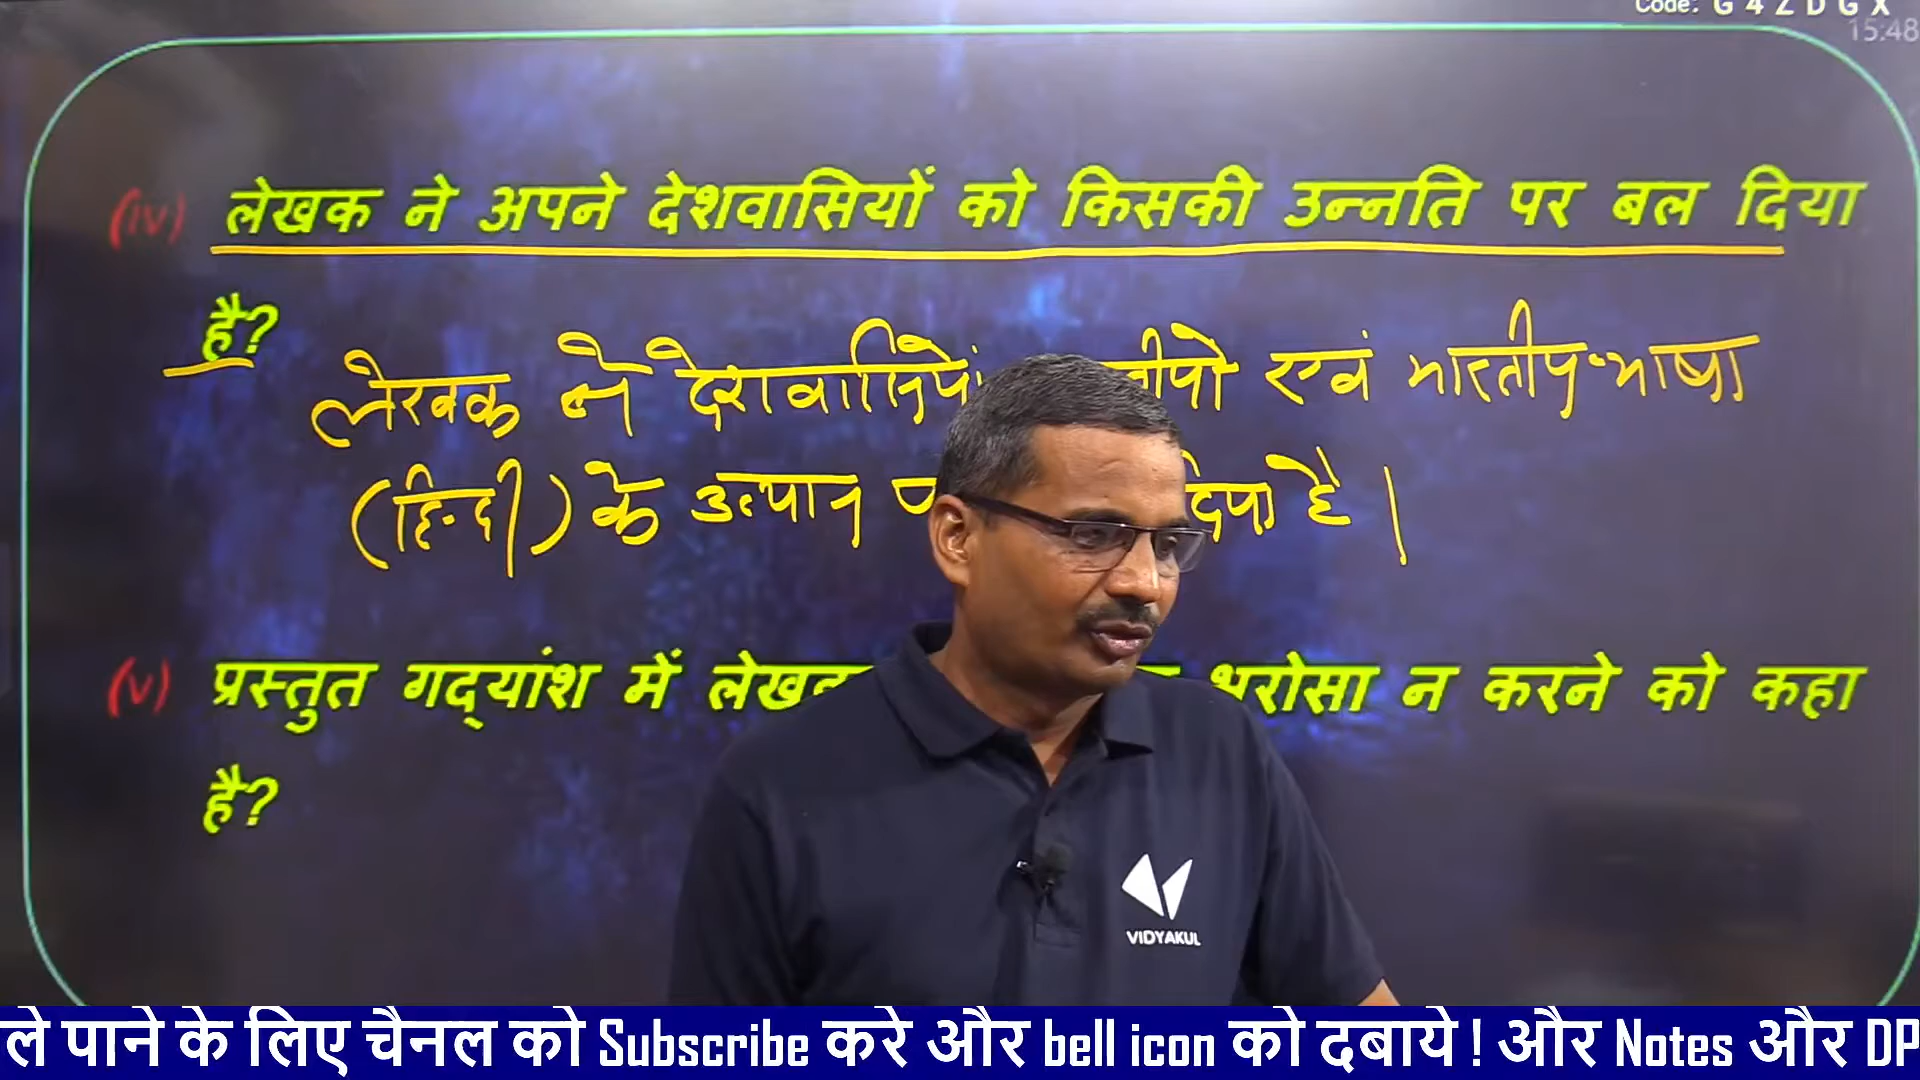 Code: G 4 Z D G X
15:48
(iv) लेखक ने अपने देशवासियों को किसकी उन्नति पर बल दिया
है?
लेखक ने देशवासियों एवं भारतीय भाषा
(हिन्दी) के उत्थान दिया है।
(v) प्रस्तुत गद्यांश में लेखक भरोसा न करने को कहा
है?
VIDYAKUL
ले पाने के लिए चैनल को Subscribe करे और bell icon को दबाये ! और Notes और DP